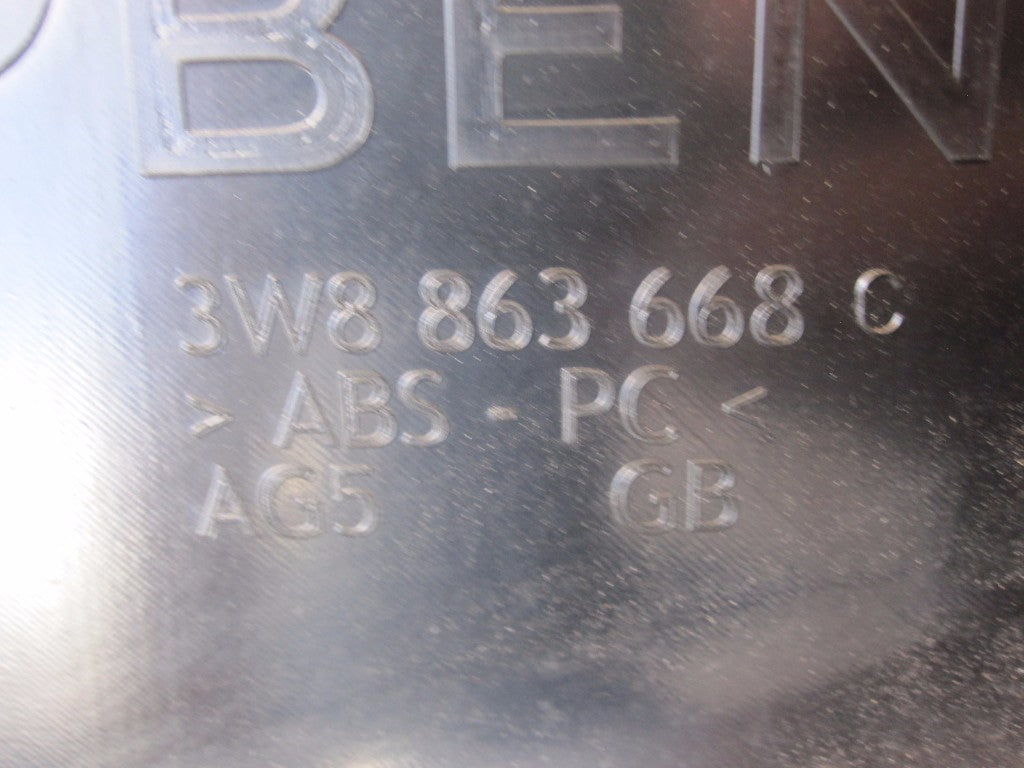 BEN
3W8 863 668 C
> ABS - PC <
AG5 GB